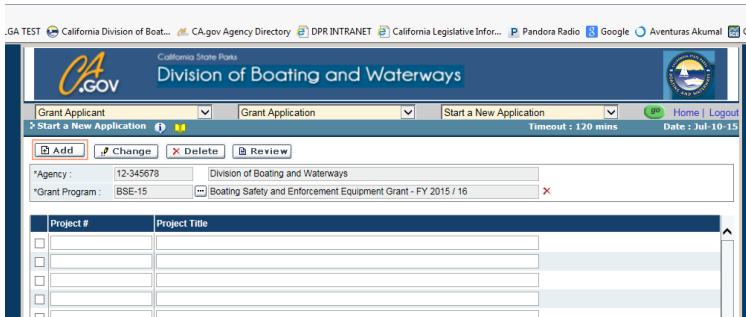 .GA TEST California Division of Boat... CA.gov Agency Directory DPR INTRANET California Legislative Infor... Pandora Radio Google Aventuras Akumal
CA .GOV
California State Parks
Division of Boating and Waterways
Grant Applicant Grant Application Start a New Application go Home | Logout
Start a New Application Timeout : 120 mins Date : Jul-10-15
Add Change Delete Review
*Agency : 12-345678 Division of Boating and Waterways
*Grant Program : BSE-15 ... Boating Safety and Enforcement Equipment Grant - FY 2015 / 16
Project # Project Title